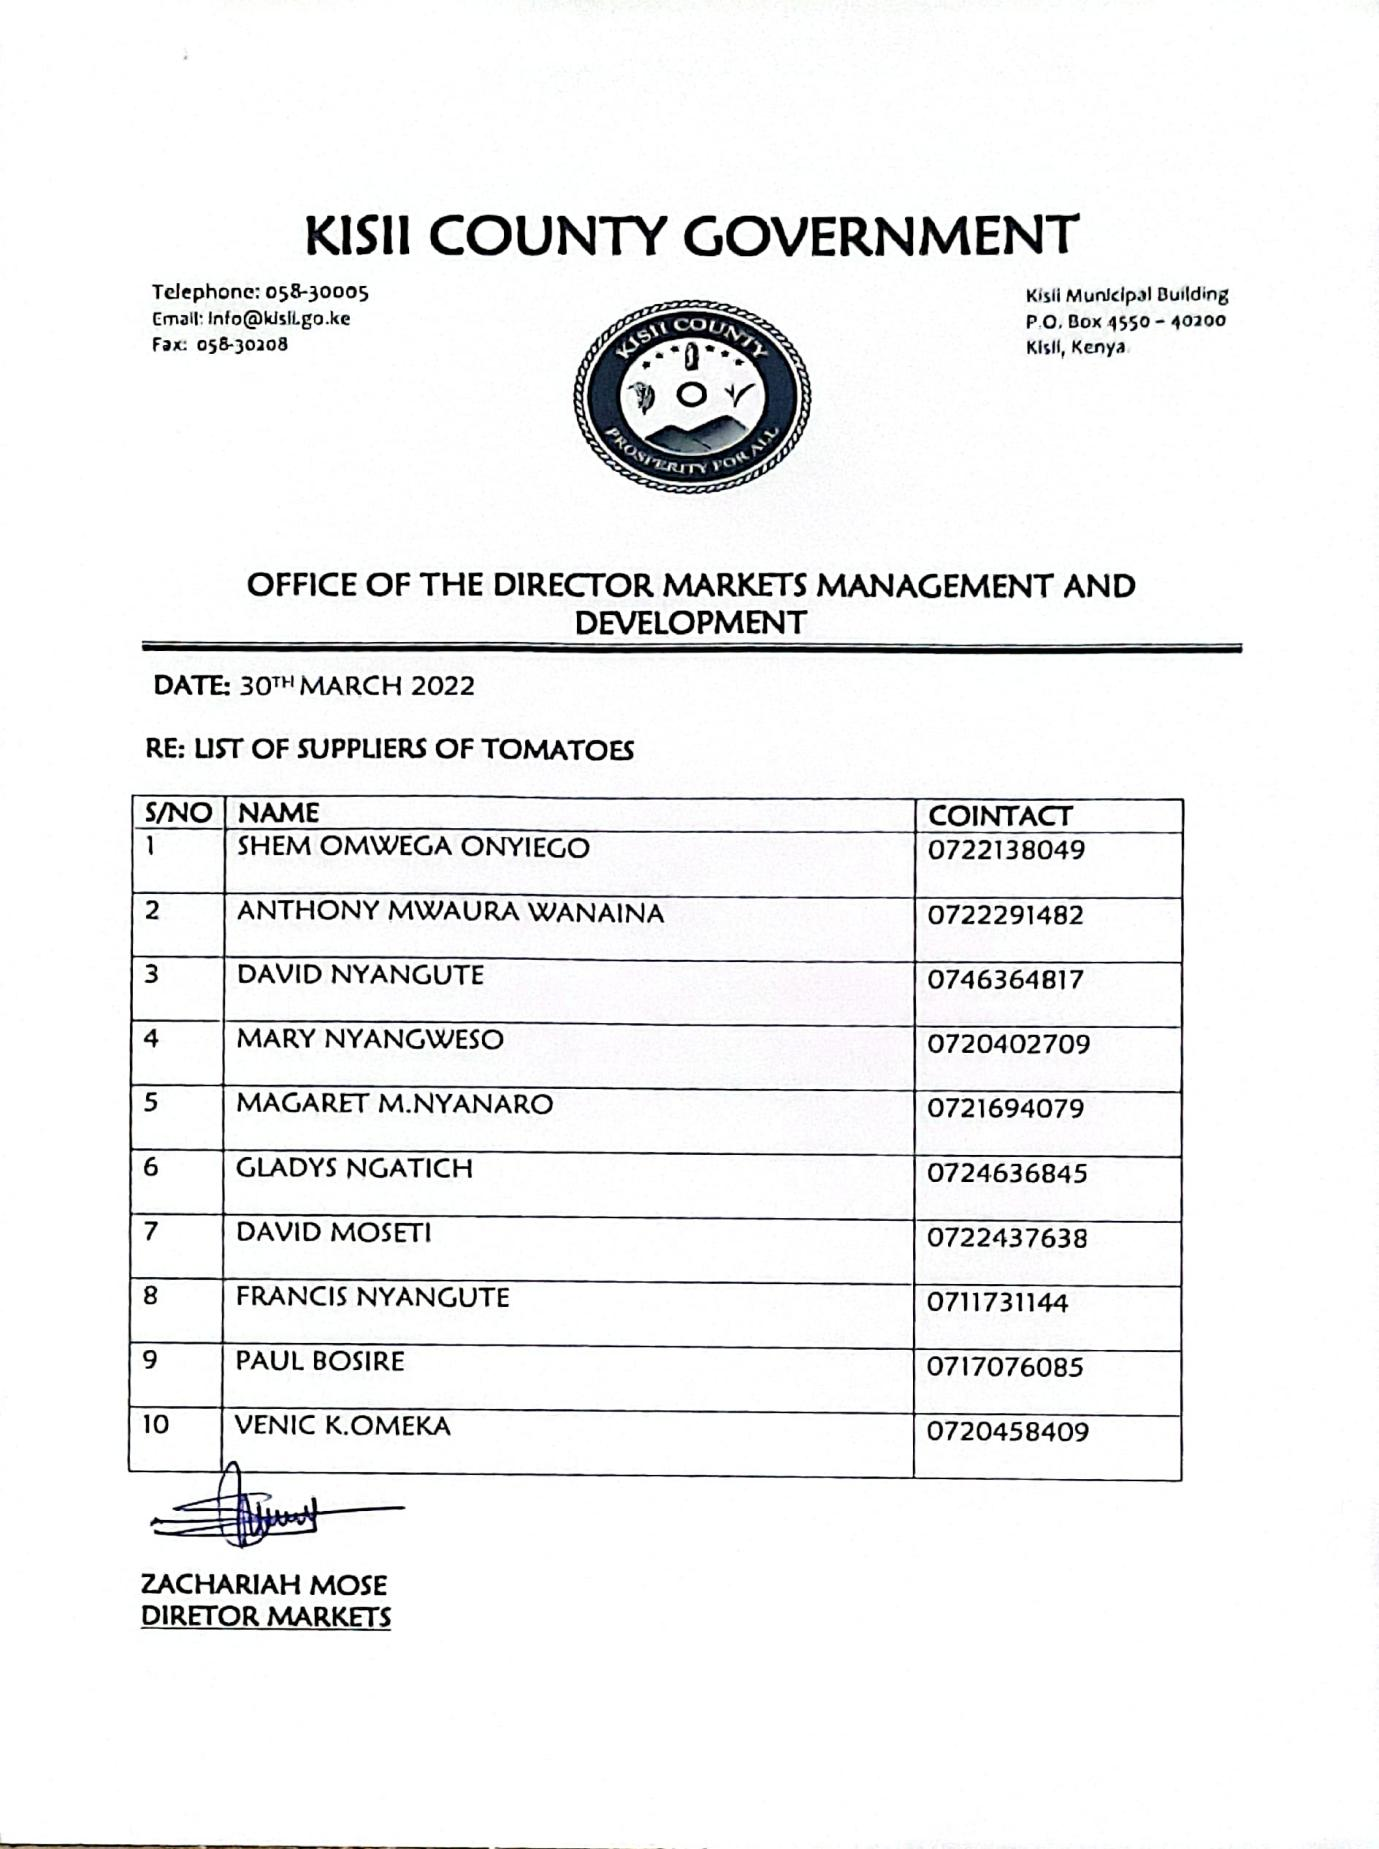 KISII COUNTY GOVERNMENT
Telephone: 058-30005
Email: info@kisii.go.ke
Fax: 058-30208
Kisii Municipal Building
P.O. Box 4550 – 40200
Kisii, Kenya
KISII COUNTY
PROSPERITY FOR ALL
OFFICE OF THE DIRECTOR MARKETS MANAGEMENT AND
DEVELOPMENT
DATE: 30TH MARCH 2022
RE: LIST OF SUPPLIERS OF TOMATOES
S/NO NAME COINTACT
1 SHEM OMWEGA ONYIEGO 0722138049
2 ANTHONY MWAURA WANAINA 0722291482
3 DAVID NYANGUTE 0746364817
4 MARY NYANGWESO 0720402709
5 MAGARET M.NYANARO 0721694079
6 GLADYS NGATICH 0724636845
7 DAVID MOSETI 0722437638
8 FRANCIS NYANGUTE 0711731144
9 PAUL BOSIRE 0717076085
10 VENIC K.OMEKA 0720458409
ZACHARIAH MOSE
DIRETOR MARKETS